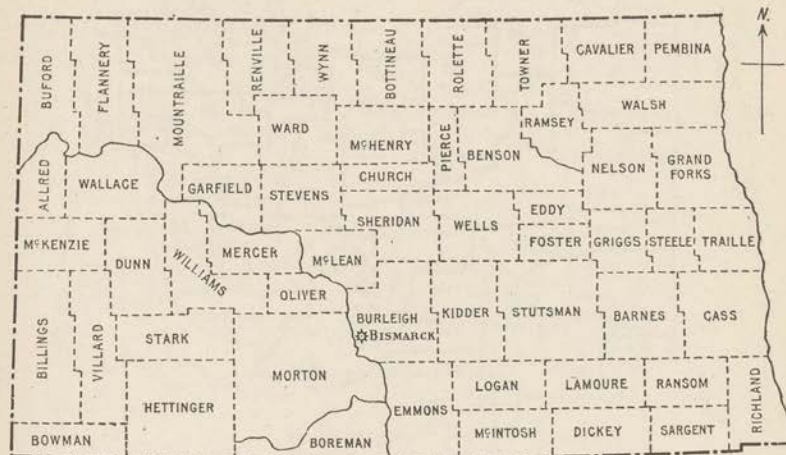 N.
BUFORD
FLANNERY
MOUNTRAILLE
RENVILLE
WYNN
BOTTINEAU
ROLETTE
TOWNER
CAVALIER
PEMBINA
WARD
McHENRY
PIERCE
BENSON
RAMSEY
WALSH
NELSON
GRAND
FORKS
ALLRED
WALLACE
GARFIELD
STEVENS
CHURCH
SHERIDAN
WELLS
EDDY
FOSTER
GRIGGS
STEELE
TRAILLE
McKENZIE
DUNN
WILLIAMS
MERCER
McLEAN
OLIVER
BILLINGS
VILLARD
STARK
BURLEIGH
BISMARCK
KIDDER
STUTSMAN
BARNES
CASS
MORTON
HETTINGER
EMMONS
LOGAN
LAMOURE
RANSOM
RICHLAND
BOWMAN
BOREMAN
McINTOSH
DICKEY
SARGENT